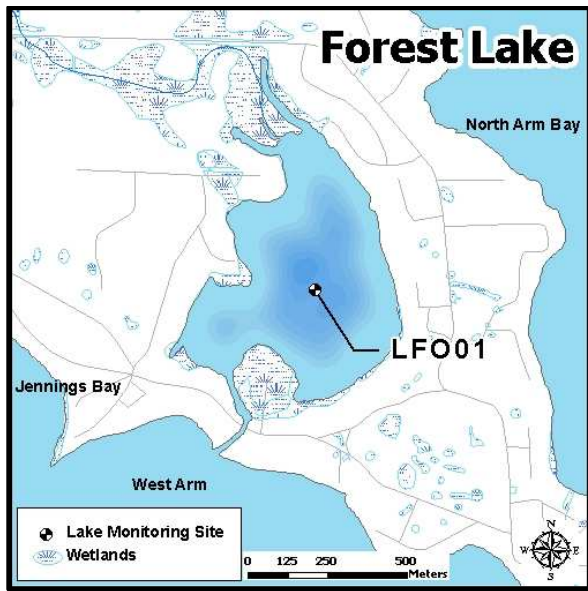 Forest Lake
North Arm Bay
LFO01
Jennings Bay
West Arm
Lake Monitoring Site
Wetlands
0 125 250 500
Meters
N
W E
S